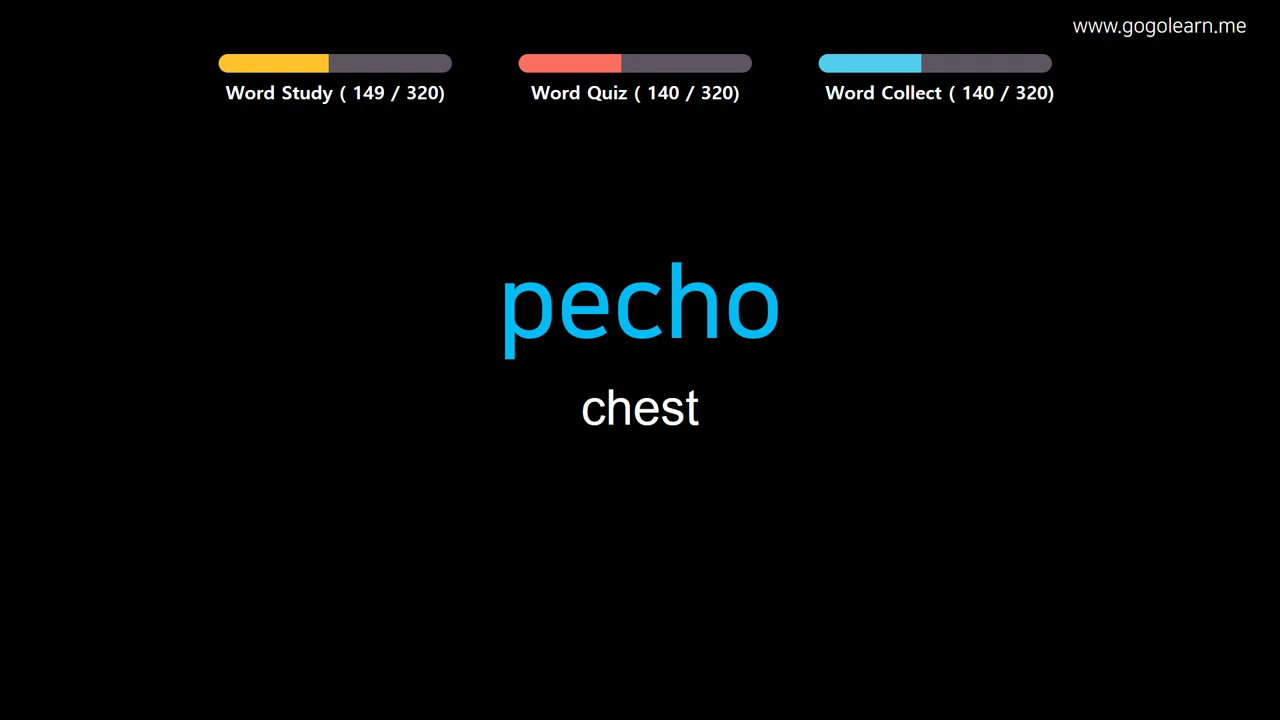 www.gogolearn.me
Word Study ( 149 / 320)
Word Quiz ( 140 / 320)
Word Collect ( 140 / 320)
pecho
chest